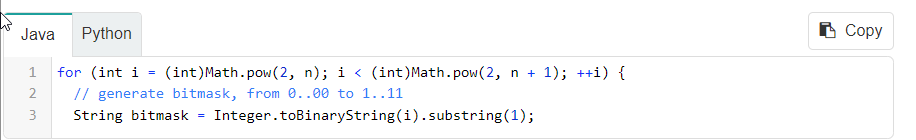 Java Python Copy
1 for (int i = (int)Math.pow(2, n); i < (int)Math.pow(2, n + 1); ++i) {
2 // generate bitmask, from 0..00 to 1..11
3 String bitmask = Integer.toBinaryString(i).substring(1);